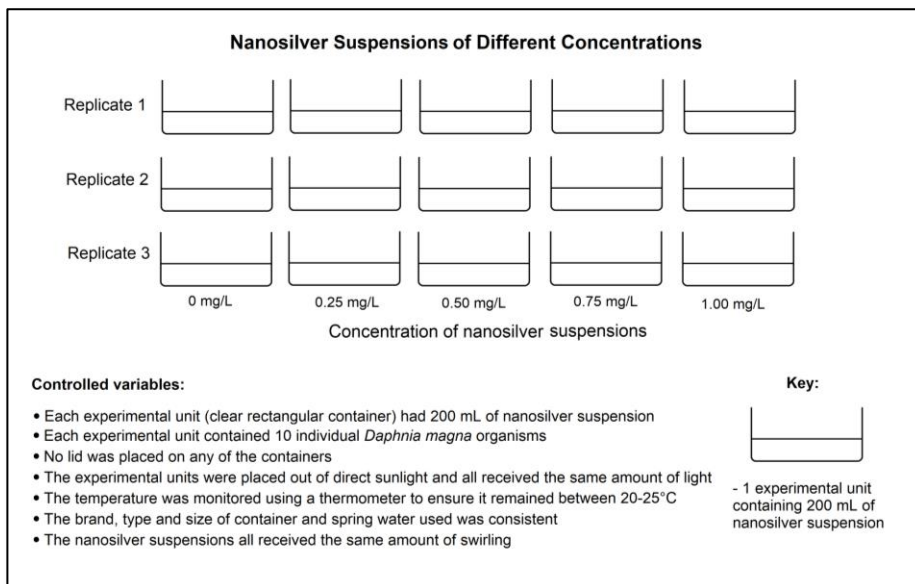 Nanosilver Suspensions of Different Concentrations
Replicate 1
Replicate 2
Replicate 3
0 mg/L 0.25 mg/L 0.50 mg/L 0.75 mg/L 1.00 mg/L
Concentration of nanosilver suspensions
Controlled variables:
• Each experimental unit (clear rectangular container) had 200 mL of nanosilver suspension
• Each experimental unit contained 10 individual Daphnia magna organisms
• No lid was placed on any of the containers
• The experimental units were placed out of direct sunlight and all received the same amount of light
• The temperature was monitored using a thermometer to ensure it remained between 20-25°C
• The brand, type and size of container and spring water used was consistent
• The nanosilver suspensions all received the same amount of swirling
Key:
- 1 experimental unit
containing 200 mL of
nanosilver suspension